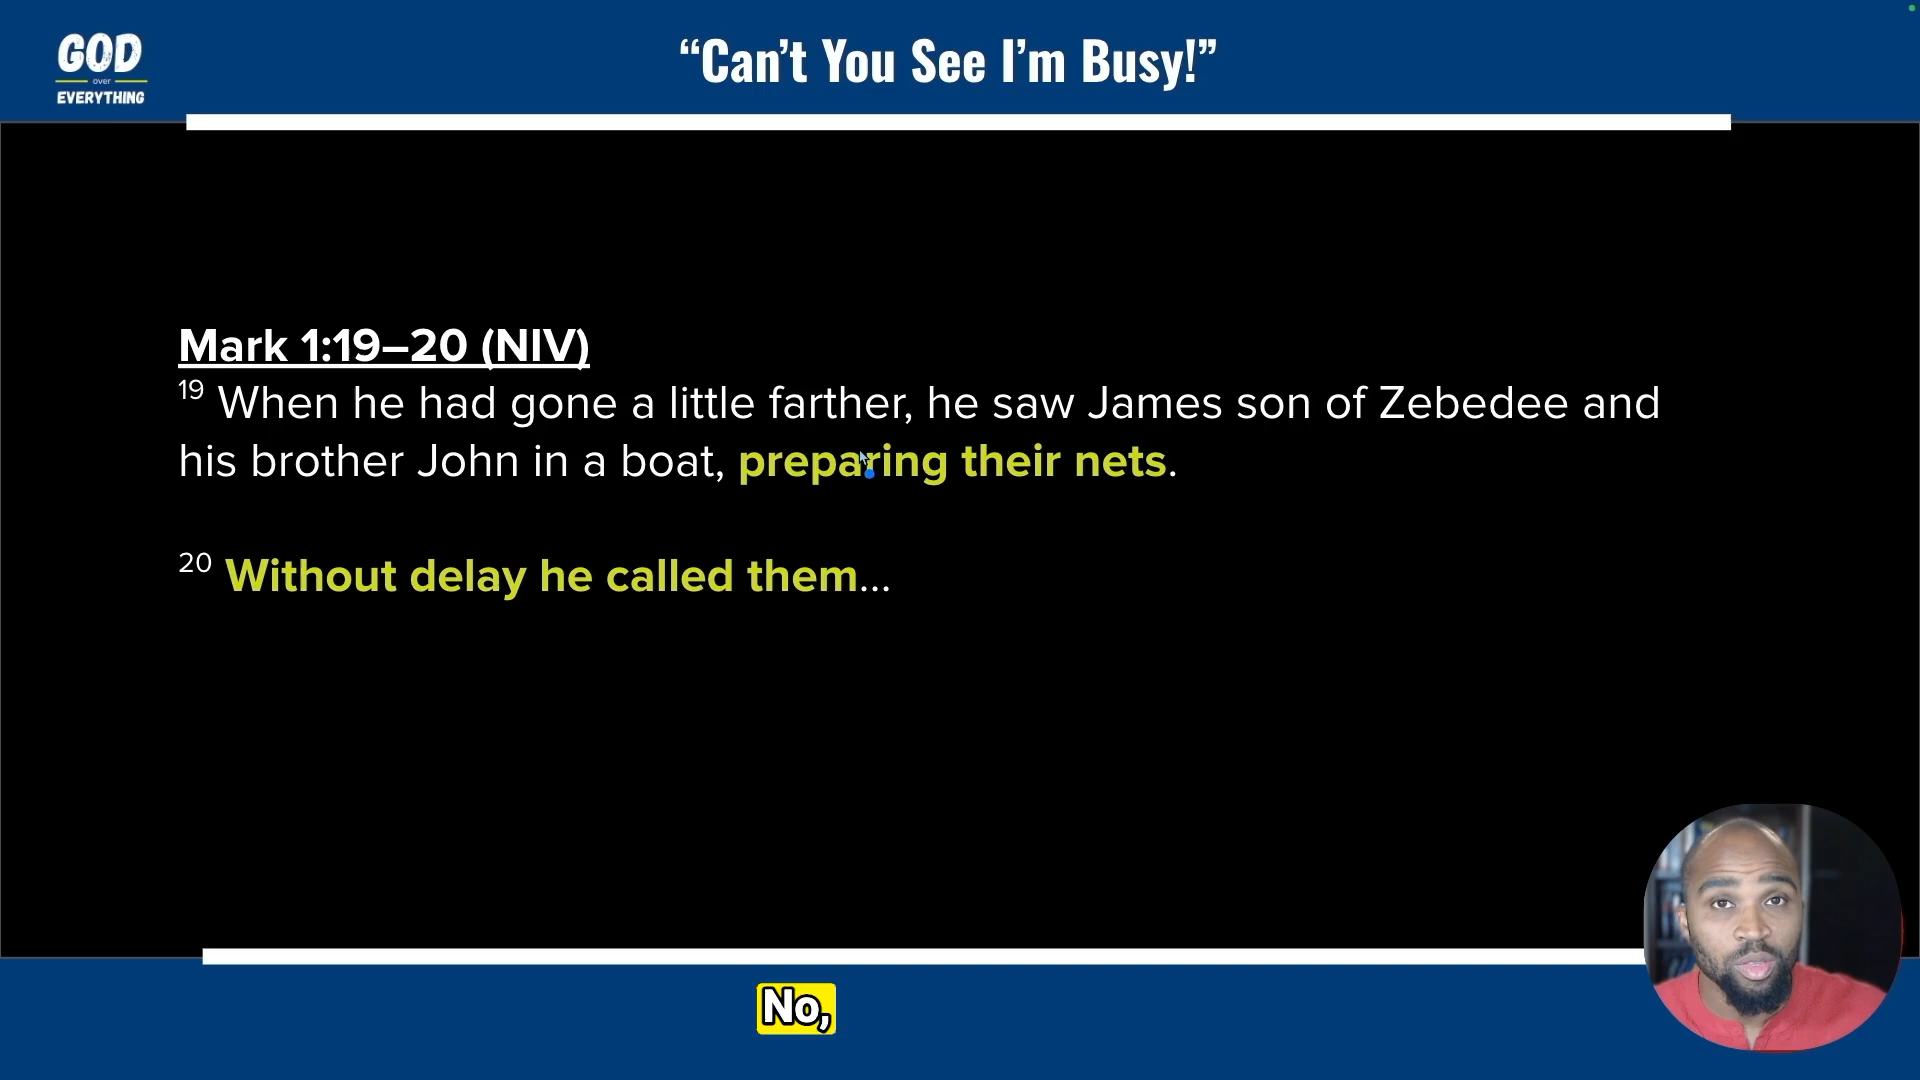 GOD
over
EVERYTHING
“Can’t You See I’m Busy!”
Mark 1:19–20 (NIV)
19 When he had gone a little farther, he saw James son of Zebedee and
his brother John in a boat, preparing their nets.
20 Without delay he called them...
No,